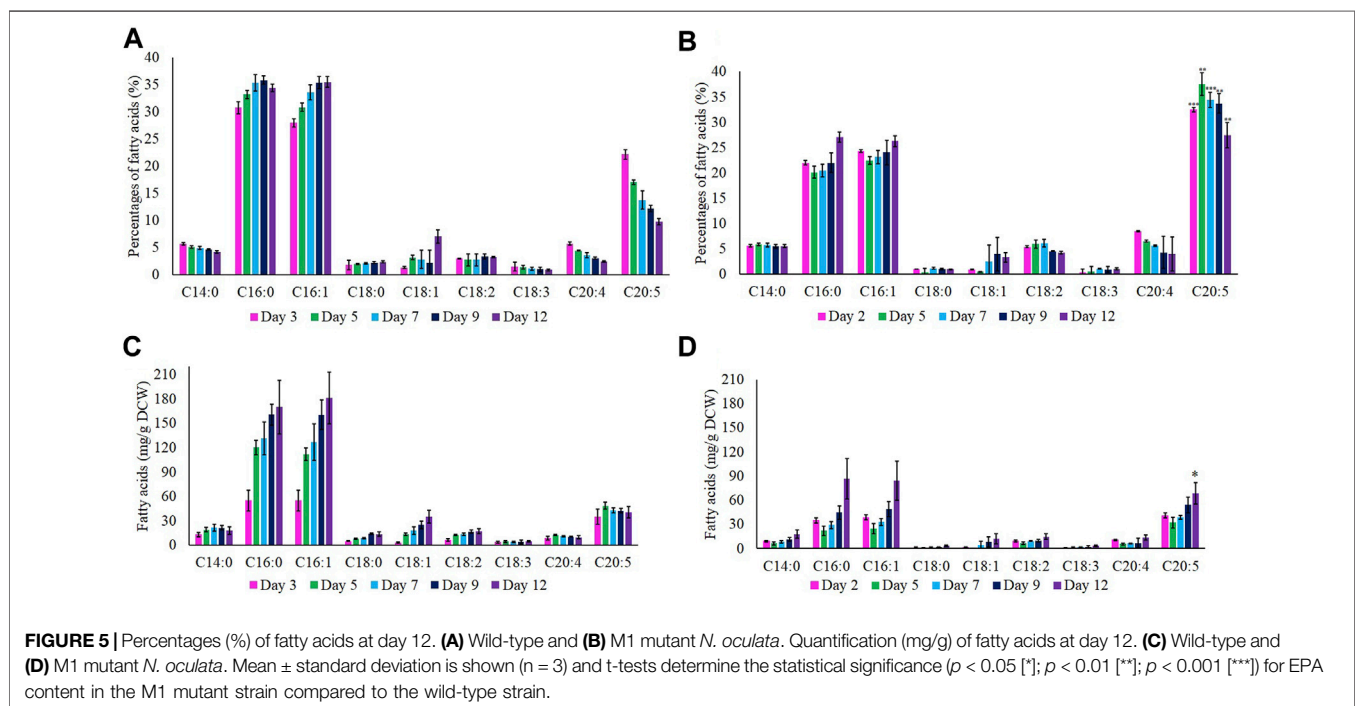 A
Percentages of fatty acids (%)
40
35
30
25
20
15
10
5
0
C14:0 C16:0 C16:1 C18:0 C18:1 C18:2 C18:3 C20:4 C20:5
Day 3 Day 5 Day 7 Day 9 Day 12
B
Percentages of fatty acids (%)
40
35
30
25
20
15
10
5
0
*** ** *** ** **
C14:0 C16:0 C16:1 C18:0 C18:1 C18:2 C18:3 C20:4 C20:5
Day 2 Day 5 Day 7 Day 9 Day 12
C
Fatty acids (mg/g DCW)
210
180
150
120
90
60
30
0
C14:0 C16:0 C16:1 C18:0 C18:1 C18:2 C18:3 C20:4 C20:5
Day 3 Day 5 Day 7 Day 9 Day 12
D
Fatty acids (mg/g DCW)
210
180
150
120
90
60
30
0
*
C14:0 C16:0 C16:1 C18:0 C18:1 C18:2 C18:3 C20:4 C20:5
Day 2 Day 5 Day 7 Day 9 Day 12
FIGURE 5 | Percentages (%) of fatty acids at day 12. (A) Wild-type and (B) M1 mutant N. oculata. Quantification (mg/g) of fatty acids at day 12. (C) Wild-type and
(D) M1 mutant N. oculata. Mean ± standard deviation is shown (n = 3) and t-tests determine the statistical significance (p < 0.05 [*]; p < 0.01 [**]; p < 0.001 [***]) for EPA
content in the M1 mutant strain compared to the wild-type strain.